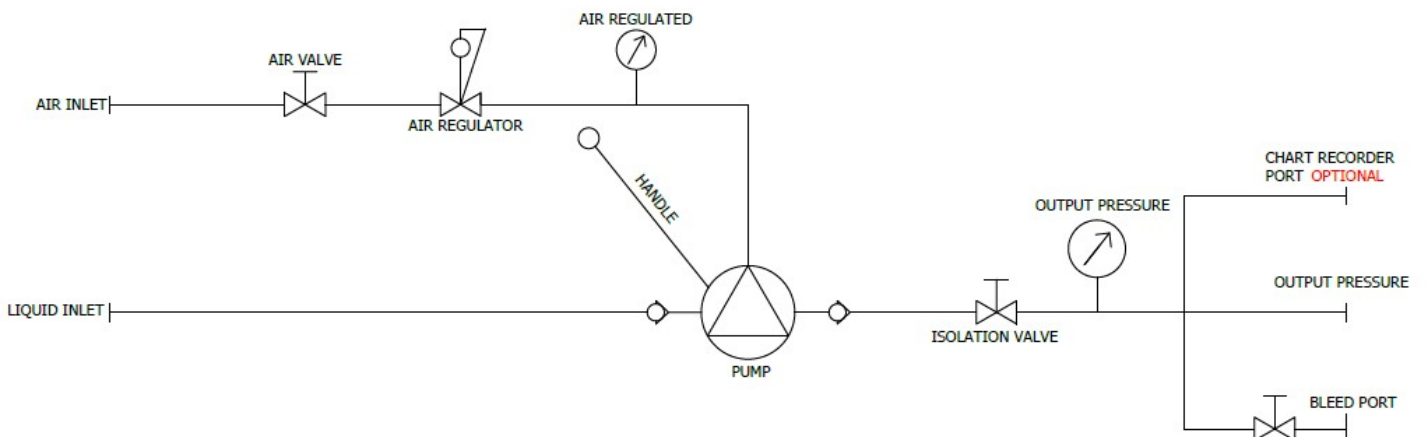 AIR REGULATED
AIR VALVE
AIR INLET
AIR REGULATOR
HANDLE
CHART RECORDER
PORT OPTIONAL
OUTPUT PRESSURE
OUTPUT PRESSURE
LIQUID INLET
ISOLATION VALVE
PUMP
BLEED PORT